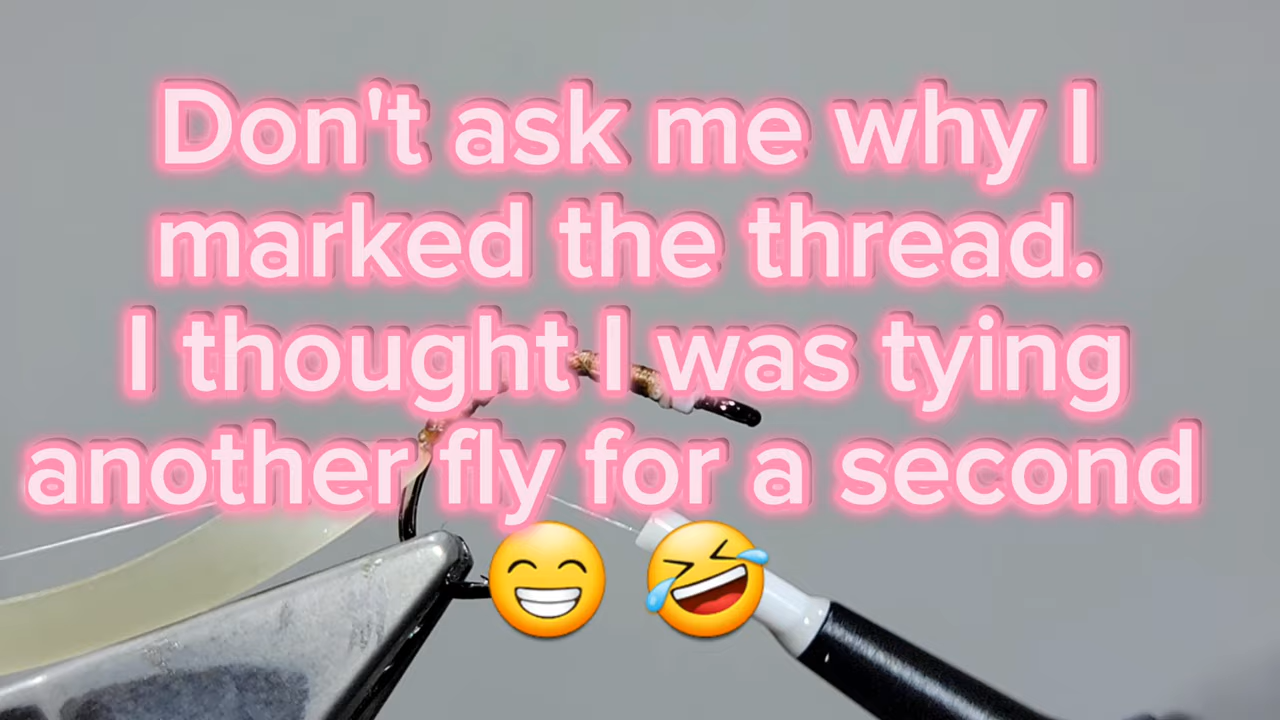 Don't ask me why I
marked the thread.
I thought I was tying
another fly for a second
😁 🤣